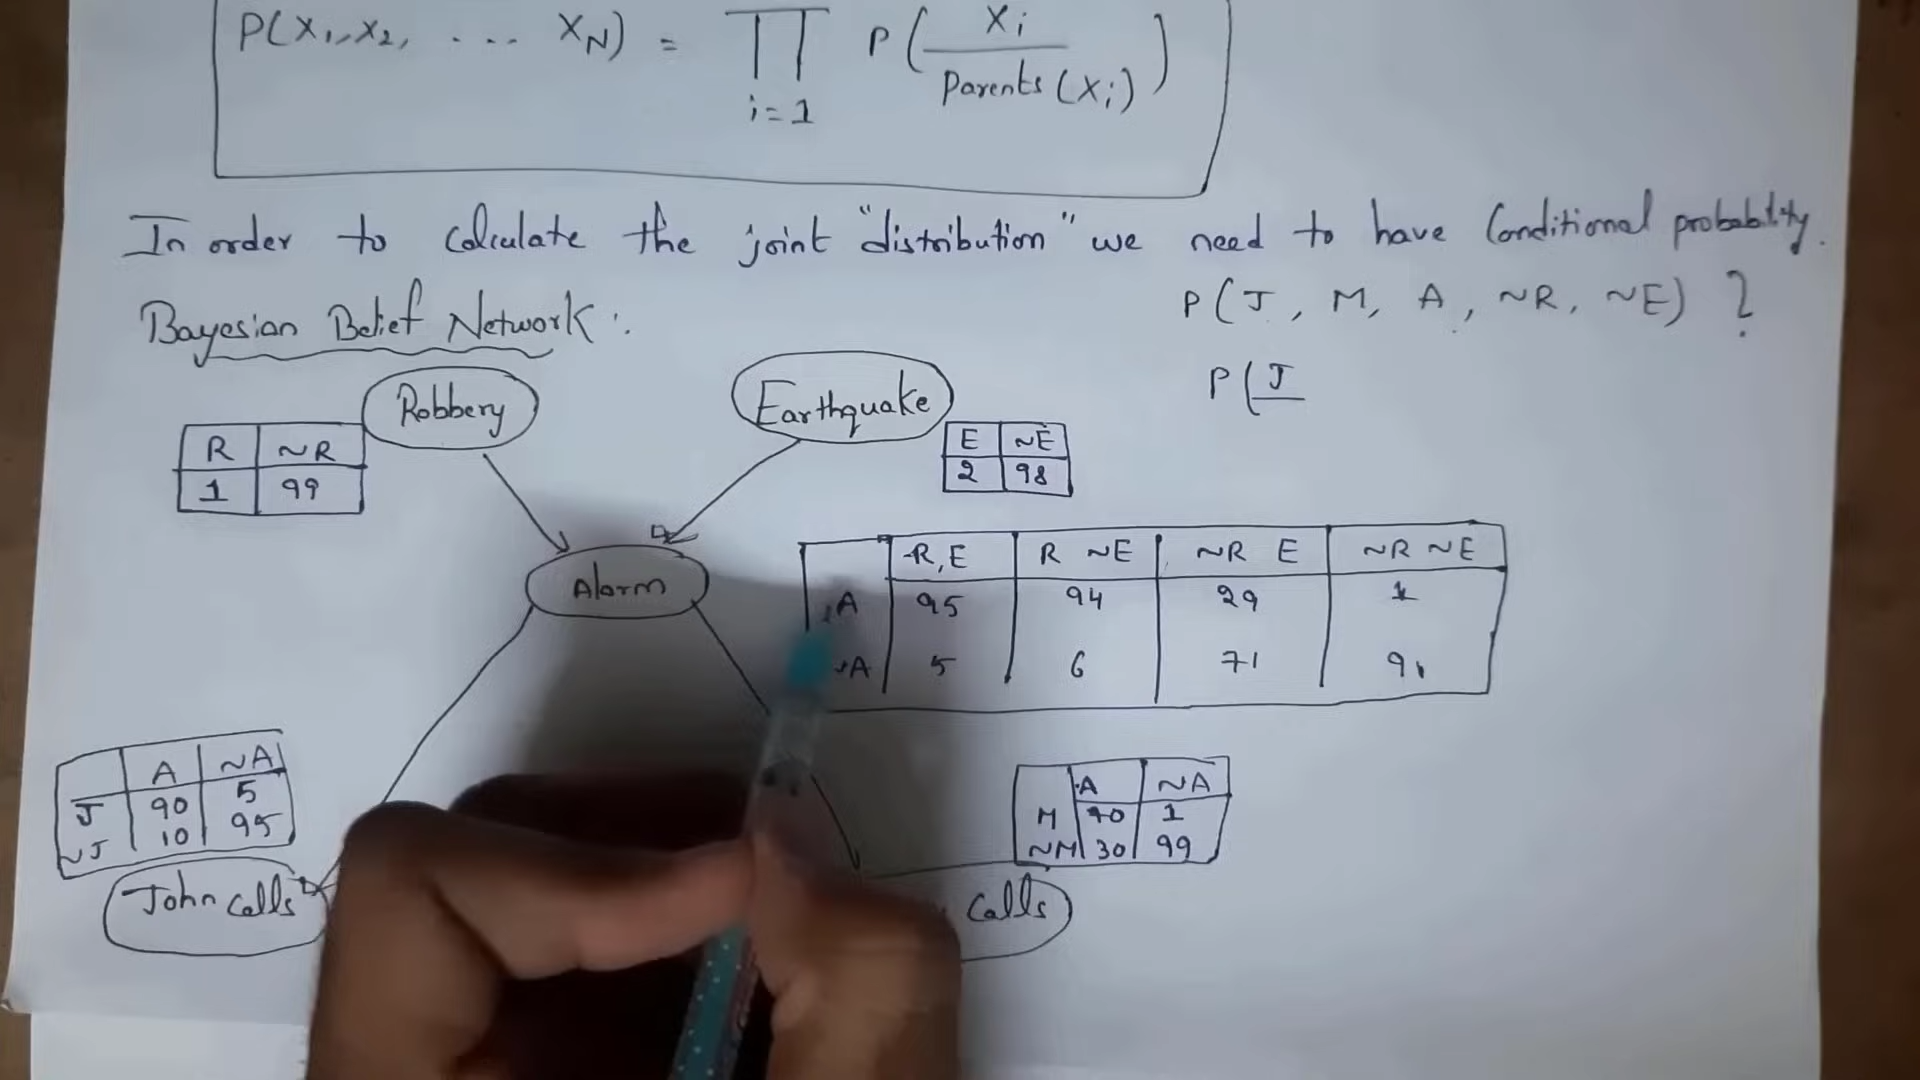 P(X1, X2, . ... XN) = ∏ i=1 P(Xi / Parents (Xi))
In order to calculate the joint "distribution" we need to have Conditional probability.
Bayesian Belief Network :.
P(J, M, A, ~R, ~E) ?
P(J
Robbery
Earthquake
R ~R
1 99
E ~E
2 98
Alarm
R,E R ~E ~R E ~R ~E
A 95 94 29 1
A 5 6 71
A ~A
J 90 5
~J 10 95
John calls
A ~A
M 70 1
~M 30 99
calls